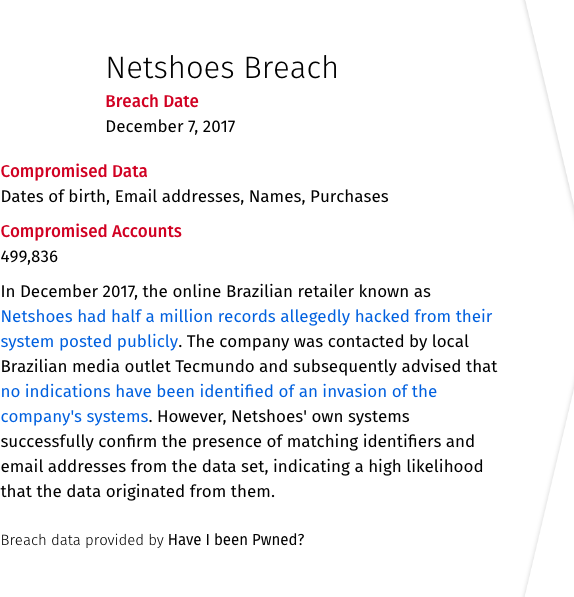 Netshoes Breach
Breach Date
December 7, 2017
Compromised Data
Dates of birth, Email addresses, Names, Purchases
Compromised Accounts
499,836
In December 2017, the online Brazilian retailer known as
Netshoes had half a million records allegedly hacked from their
system posted publicly. The company was contacted by local
Brazilian media outlet Tecmundo and subsequently advised that
no indications have been identified of an invasion of the
company's systems. However, Netshoes' own systems
successfully confirm the presence of matching identifiers and
email addresses from the data set, indicating a high likelihood
that the data originated from them.
Breach data provided by Have I been Pwned?